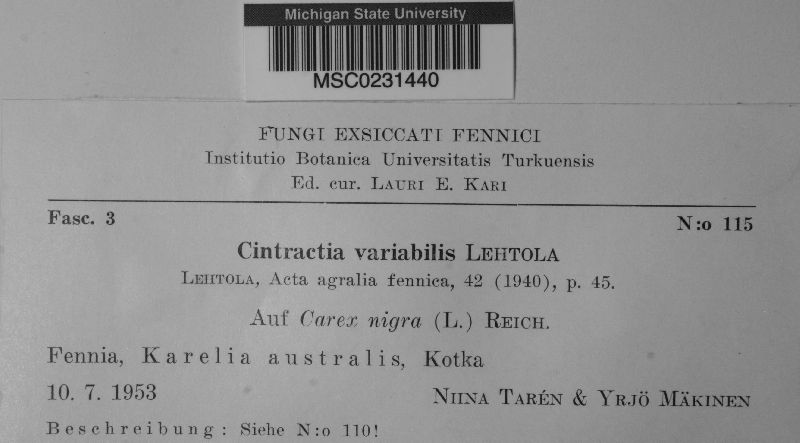 Michigan State University
MSC0231440
FUNGI EXSICCATI FENNICI
Institutio Botanica Universitatis Turkuensis
Ed. cur. LAURI E. KARI
Fasc. 3 N:o 115
Cintractia variabilis LEHTOLA
LEHTOLA, Acta agralia fennica, 42 (1940), p. 45.
Auf Carex nigra (L.) REICH.
Fennia, Karelia australis, Kotka
10. 7. 1953 NIINA TARÉN & YRJÖ MÄKINEN
Beschreibung: Siehe N:o 110!